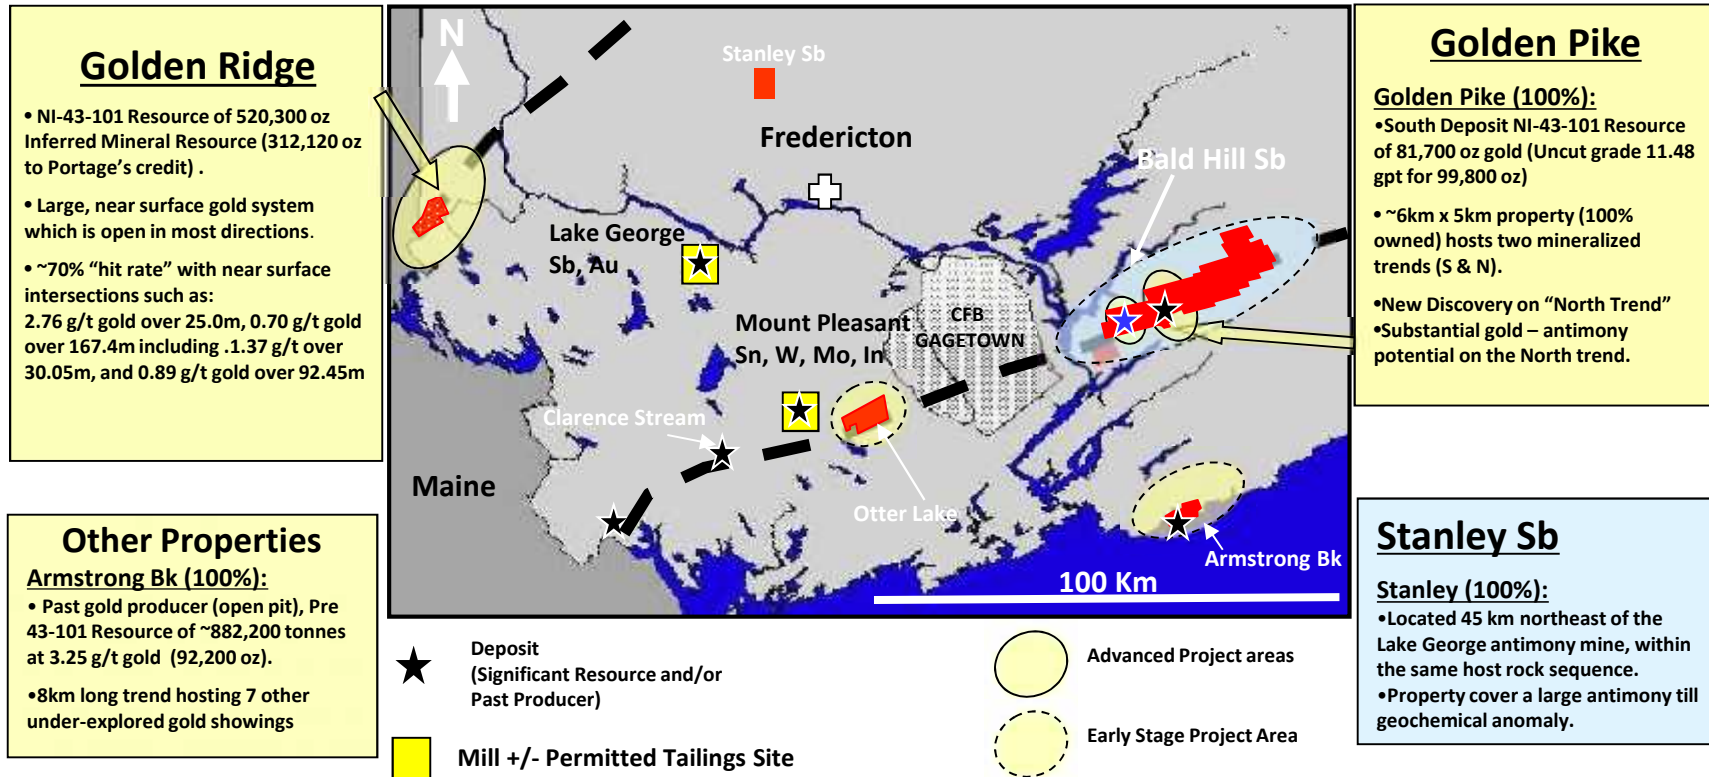 Golden Ridge
• NI-43-101 Resource of 520,300 oz
Inferred Mineral Resource (312,120 oz
to Portage’s credit) .
• Large, near surface gold system
which is open in most directions.
• ~70% “hit rate” with near surface
intersections such as:
2.76 g/t gold over 25.0m, 0.70 g/t gold
over 167.4m including .1.37 g/t over
30.05m, and 0.89 g/t gold over 92.45m
Other Properties
Armstrong Bk (100%):
• Past gold producer (open pit), Pre
43-101 Resource of ~882,200 tonnes
at 3.25 g/t gold (92,200 oz).
•8km long trend hosting 7 other
under-explored gold showings
N
Stanley Sb
Fredericton
Bald Hill Sb
Lake George
Sb, Au
Mount Pleasant
Sn, W, Mo, In
CFB
GAGETOWN
Clarence Stream
Maine
Otter Lake
Armstrong Bk
100 Km
Deposit
(Significant Resource and/or
Past Producer)
Mill +/- Permitted Tailings Site
Advanced Project areas
Early Stage Project Area
Golden Pike
Golden Pike (100%):
•South Deposit NI-43-101 Resource
of 81,700 oz gold (Uncut grade 11.48
gpt for 99,800 oz)
• ~6km x 5km property (100%
owned) hosts two mineralized
trends (S & N).
•New Discovery on “North Trend”
•Substantial gold – antimony
potential on the North trend.
Stanley Sb
Stanley (100%):
•Located 45 km northeast of the
Lake George antimony mine, within
the same host rock sequence.
•Property cover a large antimony till
geochemical anomaly.